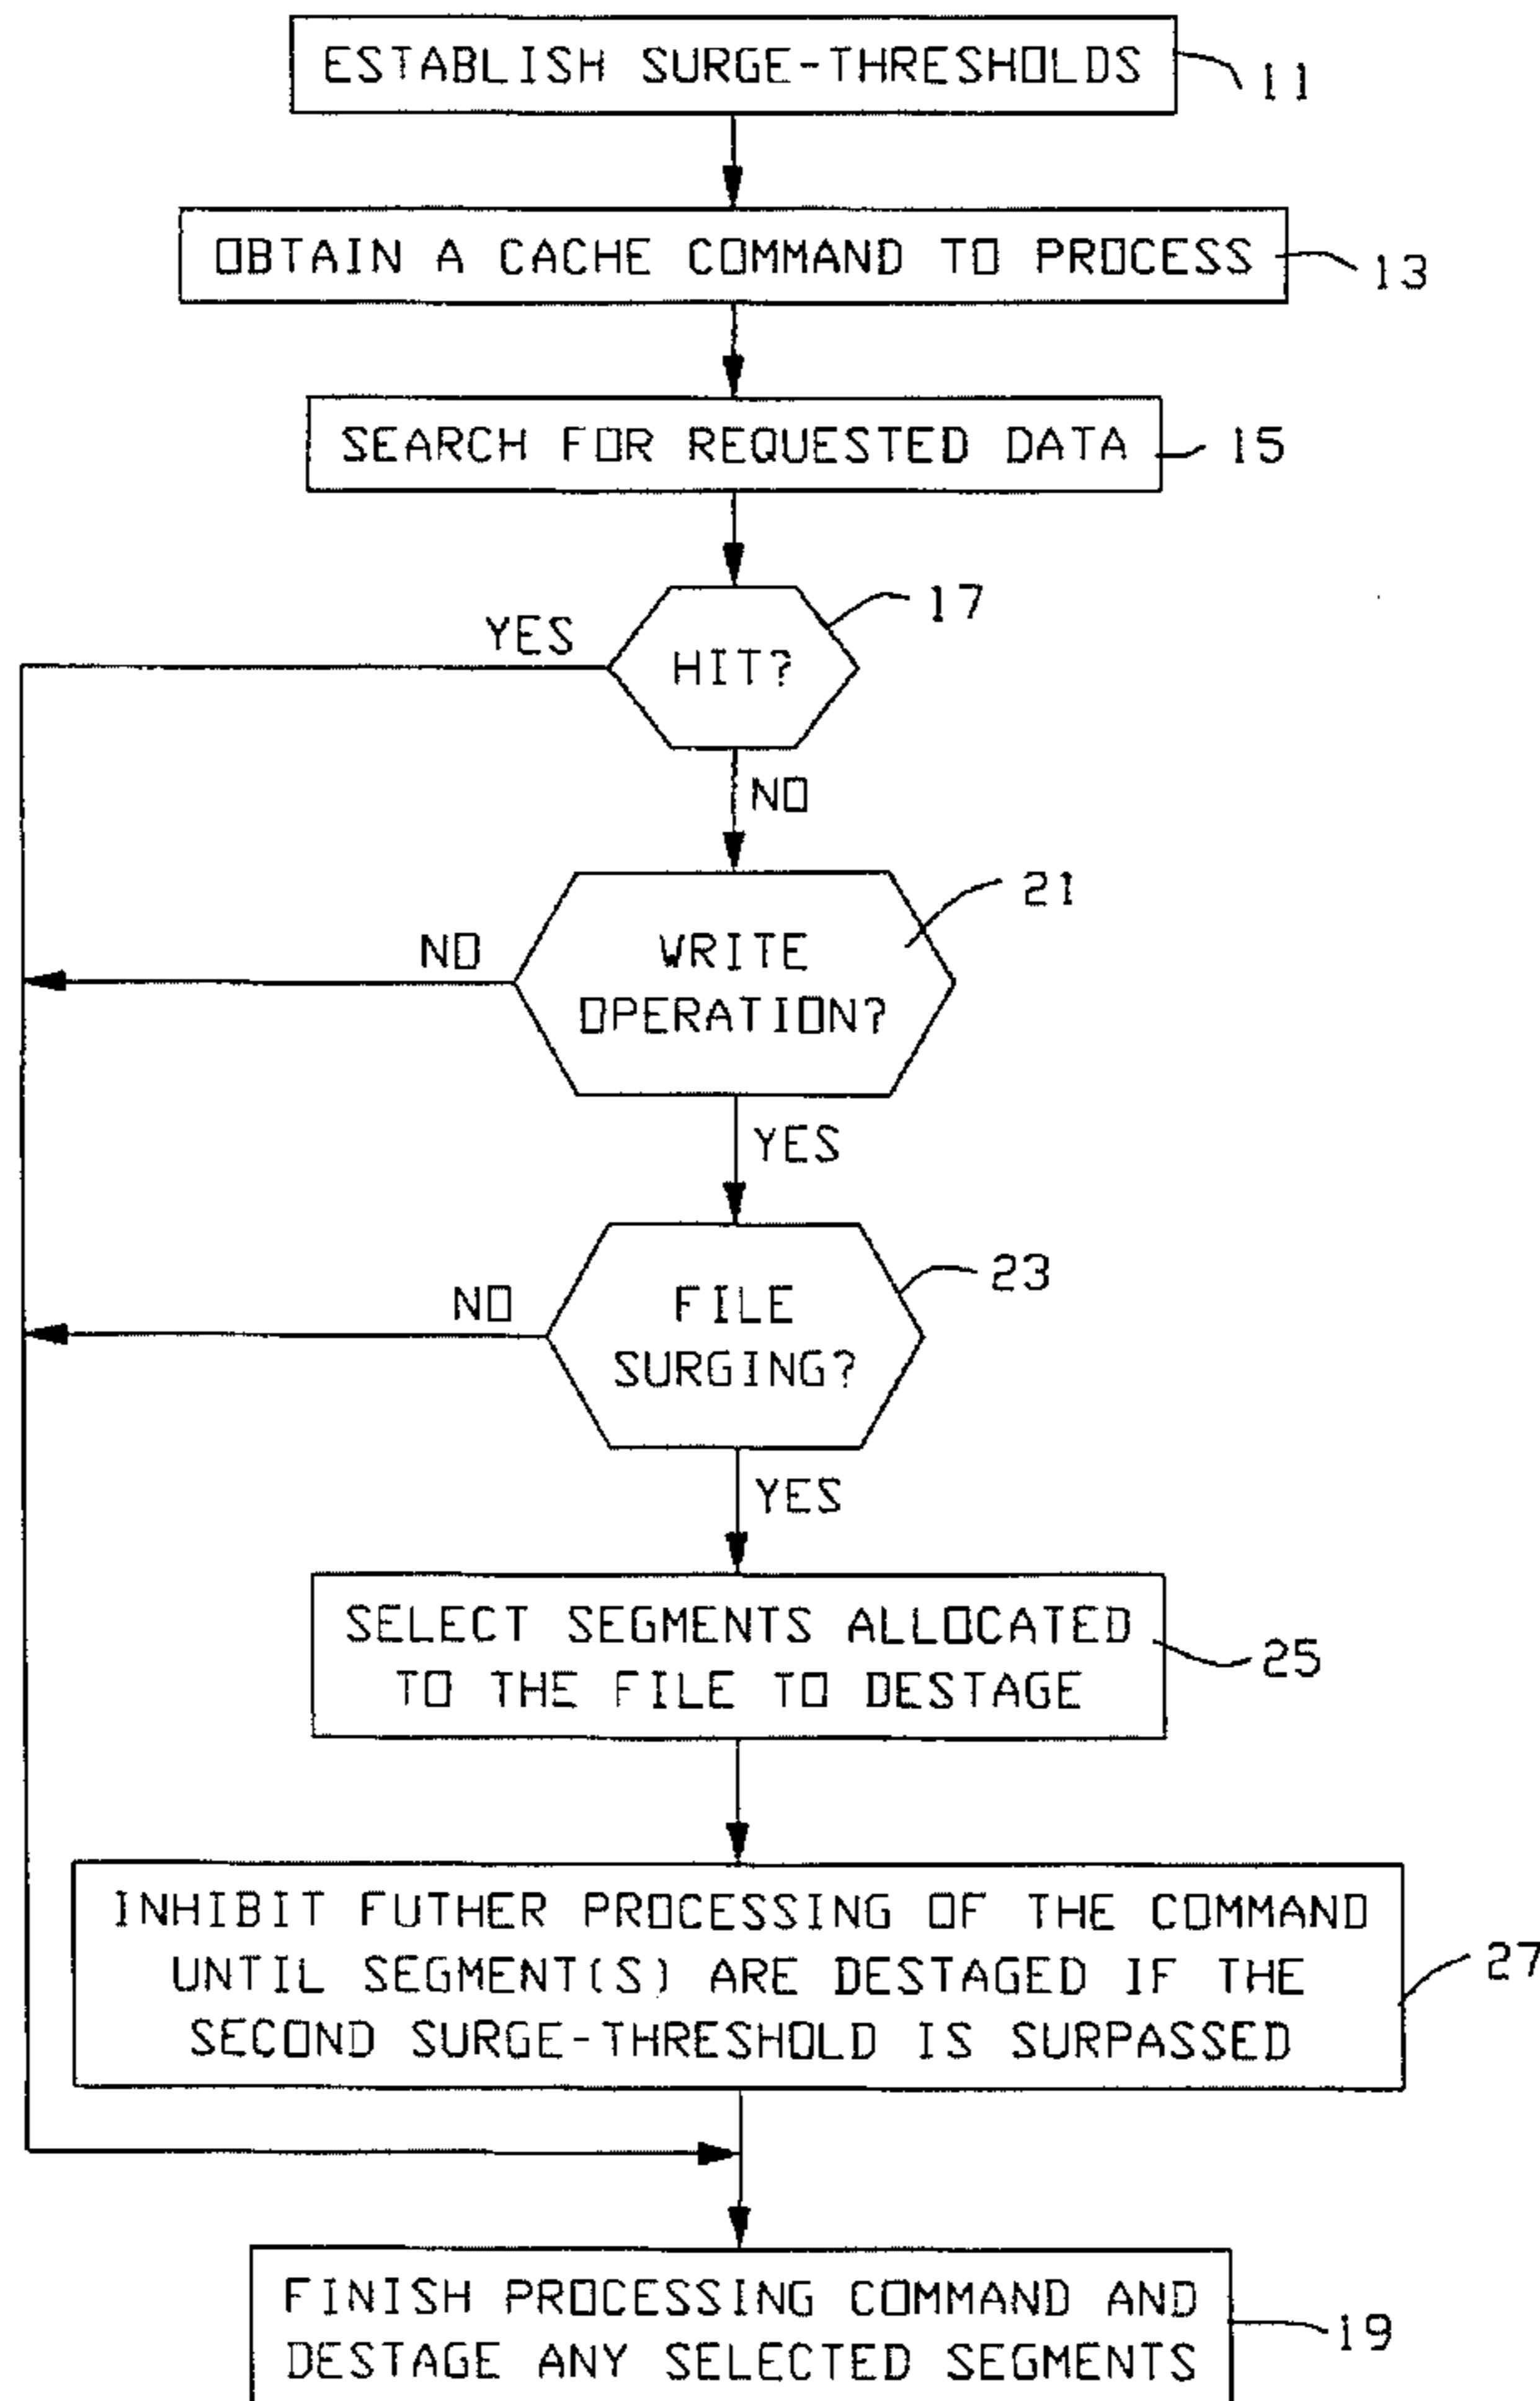 ESTABLISH SURGE-THRESHOLDS
11
OBTAIN A CACHE COMMAND TO PROCESS
13
SEARCH FOR REQUESTED DATA
15
17
YES
HIT?
NO
21
NO
WRITE
OPERATION?
YES
23
NO
FILE
SURGING?
YES
SELECT SEGMENTS ALLOCATED
TO THE FILE TO DESTAGE
25
INHIBIT FUTHER PROCESSING OF THE COMMAND
UNTIL SEGMENT(S) ARE DESTAGED IF THE
SECOND SURGE-THRESHOLD IS SURPASSED
27
FINISH PROCESSING COMMAND AND
DESTAGE ANY SELECTED SEGMENTS
19